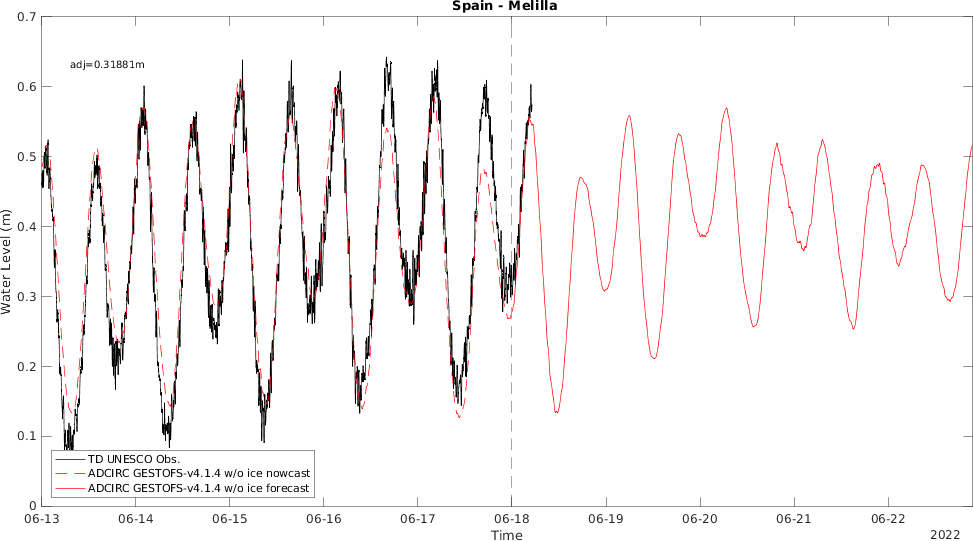 Spain - Melilla
adj=0.31881m
Water Level (m)
0.7
0.6
0.5
0.4
0.3
0.2
0.1
0
TD UNESCO Obs.
ADCIRC GESTOFS-v4.1.4 w/o ice nowcast
ADCIRC GESTOFS-v4.1.4 w/o ice forecast
06-13 06-14 06-15 06-16 06-17 06-18 06-19 06-20 06-21 06-22
Time
2022